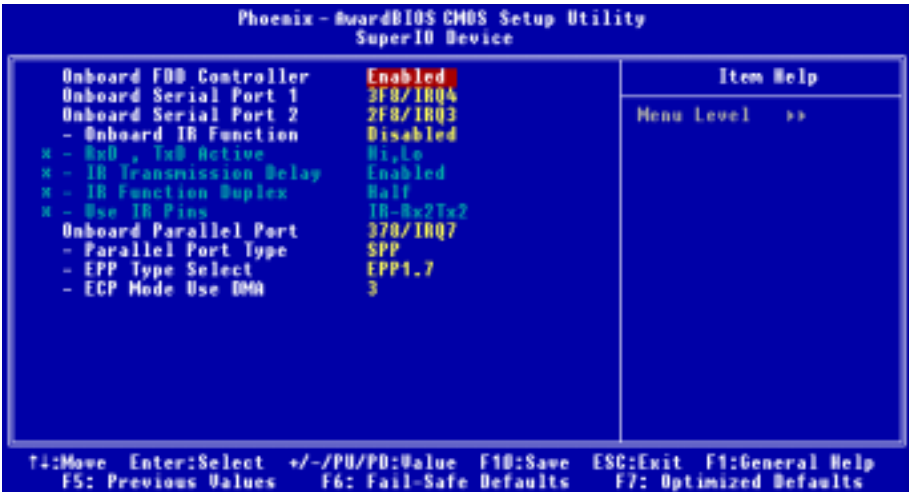 Phoenix - AwardBIOS CMOS Setup Utility
SuperIO Device
Onboard FDD Controller Enabled
Onboard Serial Port 1 3F8/IRQ4
Onboard Serial Port 2 2F8/IRQ3
- Onboard IR Function Disabled
x - RxD , TxD Active Hi,Lo
x - IR Transmission Delay Enabled
x - IR Function Duplex Half
x - Use IR Pins IR-Rx2Tx2
Onboard Parallel Port 378/IRQ7
- Parallel Port Type SPP
- EPP Type Select EPP1.7
- ECP Mode Use DMA 3
Item Help
Menu Level ►►
↑↓:Move Enter:Select +/-/PU/PD:Value F10:Save ESC:Exit F1:General Help
F5: Previous Values F6: Fail-Safe Defaults F7: Optimized Defaults